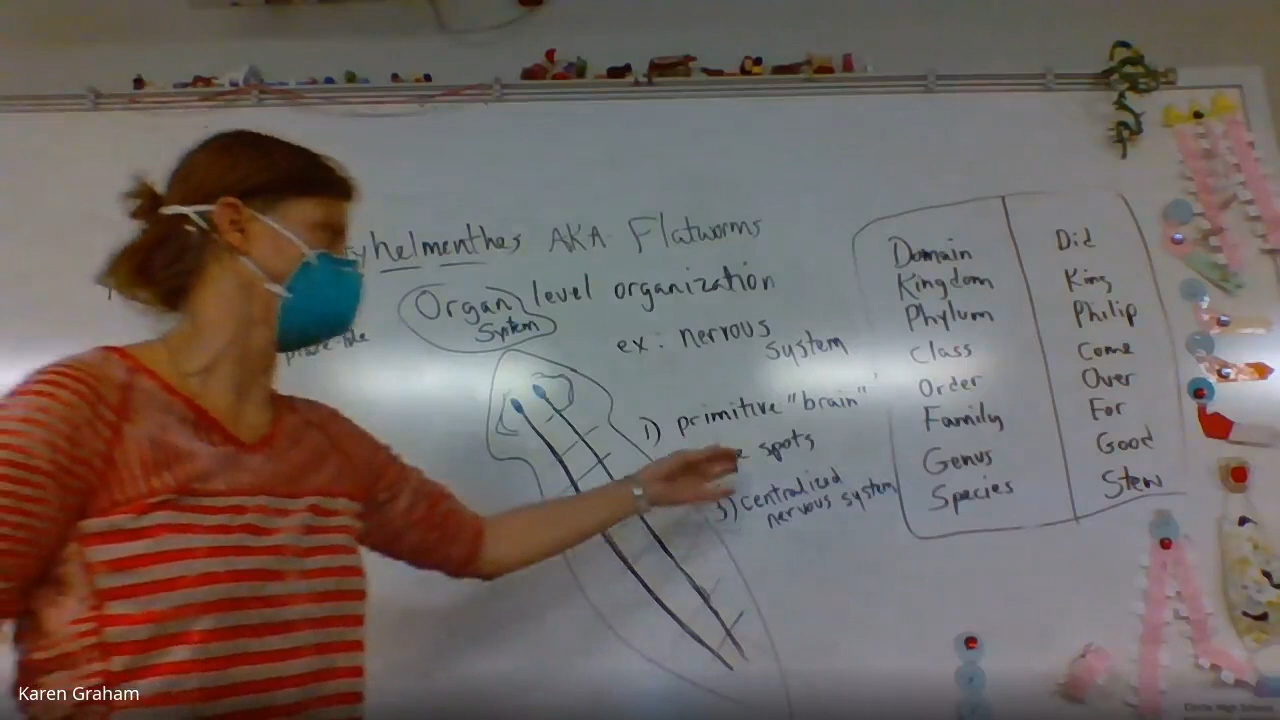 yhelmenthes AKA Flatworms
Organ level organization
System
ex: nervous
system
1) primitive "brain"
spots
3) centralized
nervous system
Domain Did
Kingdom King
Phylum Philip
Class Come
Order Over
Family For
Genus Good
Species Stew
Karen Graham